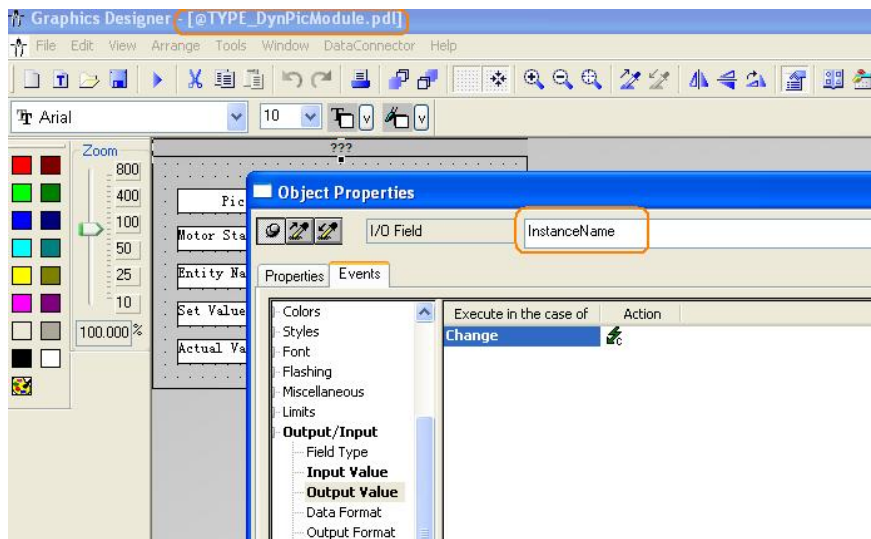 Graphics Designer - [@TYPE_DynPicModule.pdl]
File Edit View Arrange Tools Window DataConnector Help
Arial 10
Zoom
800
400
100
50
25
10
100.000 %
???
Pic
Motor Sta
Entity Na
Set Value
Actual Va
Object Properties
I/O Field InstanceName
Properties Events
Colors
Styles
Font
Flashing
Miscellaneous
Limits
Output/Input
Field Type
Input Value
Output Value
Data Format
Output Format
Execute in the case of Action
Change